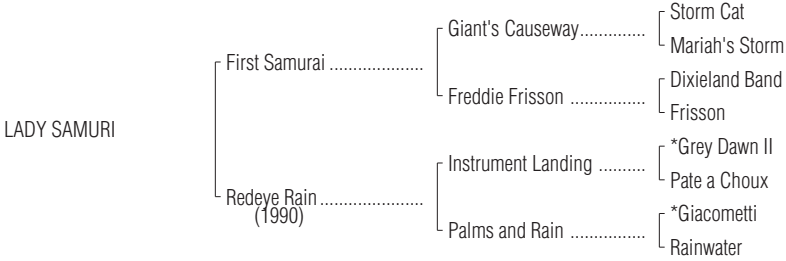 Storm Cat
Giant's Causeway..............
Mariah's Storm
First Samurai ....................
Dixieland Band
Freddie Frisson ................
Frisson
LADY SAMURI
*Grey Dawn II
Instrument Landing ..........
Pate a Choux
Redeye Rain......................
(1990)
*Giacometti
Palms and Rain ................
Rainwater